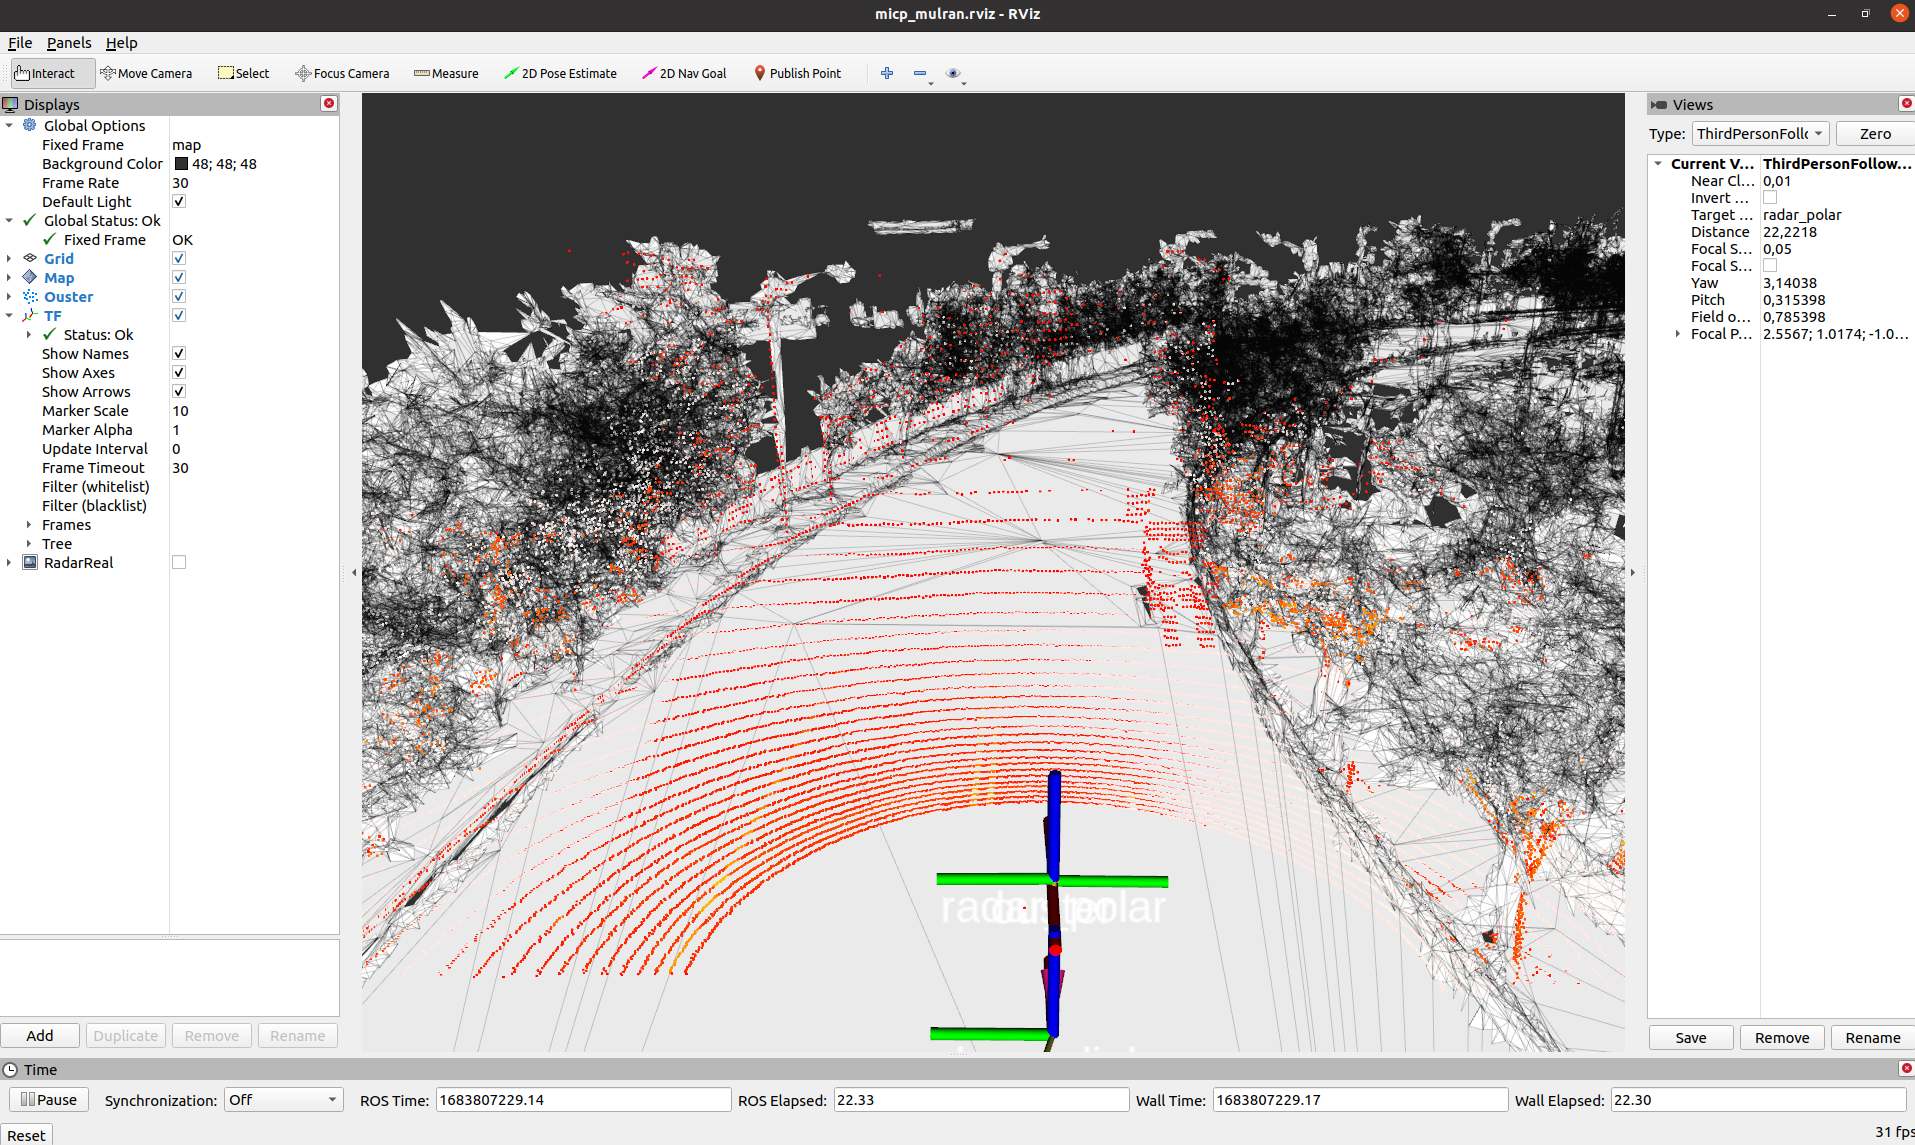 micp_mulran.rviz - RViz
File Panels Help
Interact Move Camera Select Focus Camera Measure 2D Pose Estimate 2D Nav Goal Publish Point
Displays
Global Options
Fixed Frame map
Background Color 48; 48; 48
Frame Rate 30
Default Light
Global Status: Ok
Fixed Frame OK
Grid
Map
Ouster
TF
Status: Ok
Show Names
Show Axes
Show Arrows
Marker Scale 10
Marker Alpha 1
Update Interval 0
Frame Timeout 30
Filter (whitelist)
Filter (blacklist)
Frames
Tree
RadarReal
Add Duplicate Remove Rename
radar_polar
Views
Type: ThirdPersonFollo Zero
Current V... ThirdPersonFollow...
Near Cl... 0,01
Invert ...
Target ... radar_polar
Distance 22,2218
Focal S... 0,05
Focal S...
Yaw 3,14038
Pitch 0,315398
Field o... 0,785398
Focal P... 2.5567; 1.0174; -1.0...
Save Remove Rename
Time
Pause Synchronization: Off ROS Time: 1683807229.14 ROS Elapsed: 22.33 Wall Time: 1683807229.17 Wall Elapsed: 22.30
Reset 31 fps